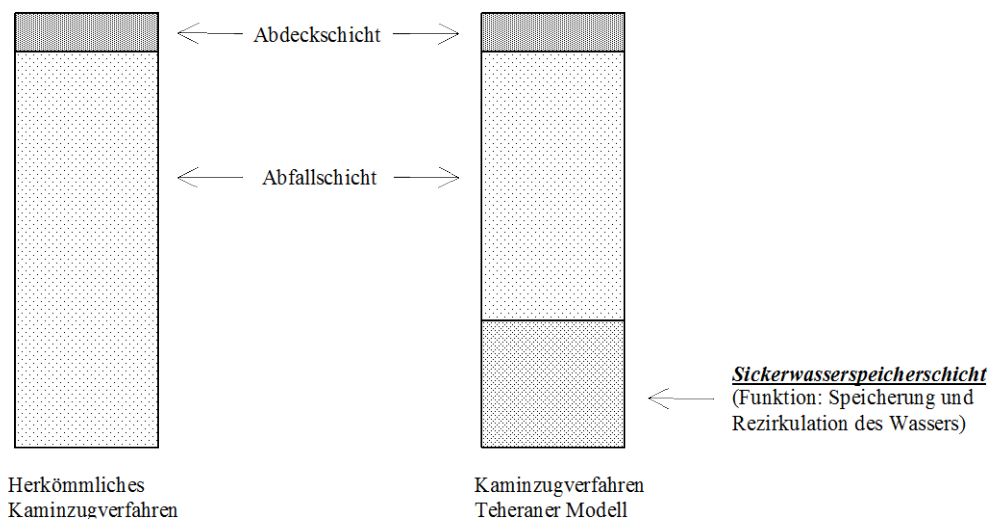 Abdeckschicht
Abfallschicht
Sickerwasserspeicherschicht
(Funktion: Speicherung und
Rezirkulation des Wassers)
Herkömmliches
Kaminzugverfahren
Kaminzugverfahren
Teheraner Modell